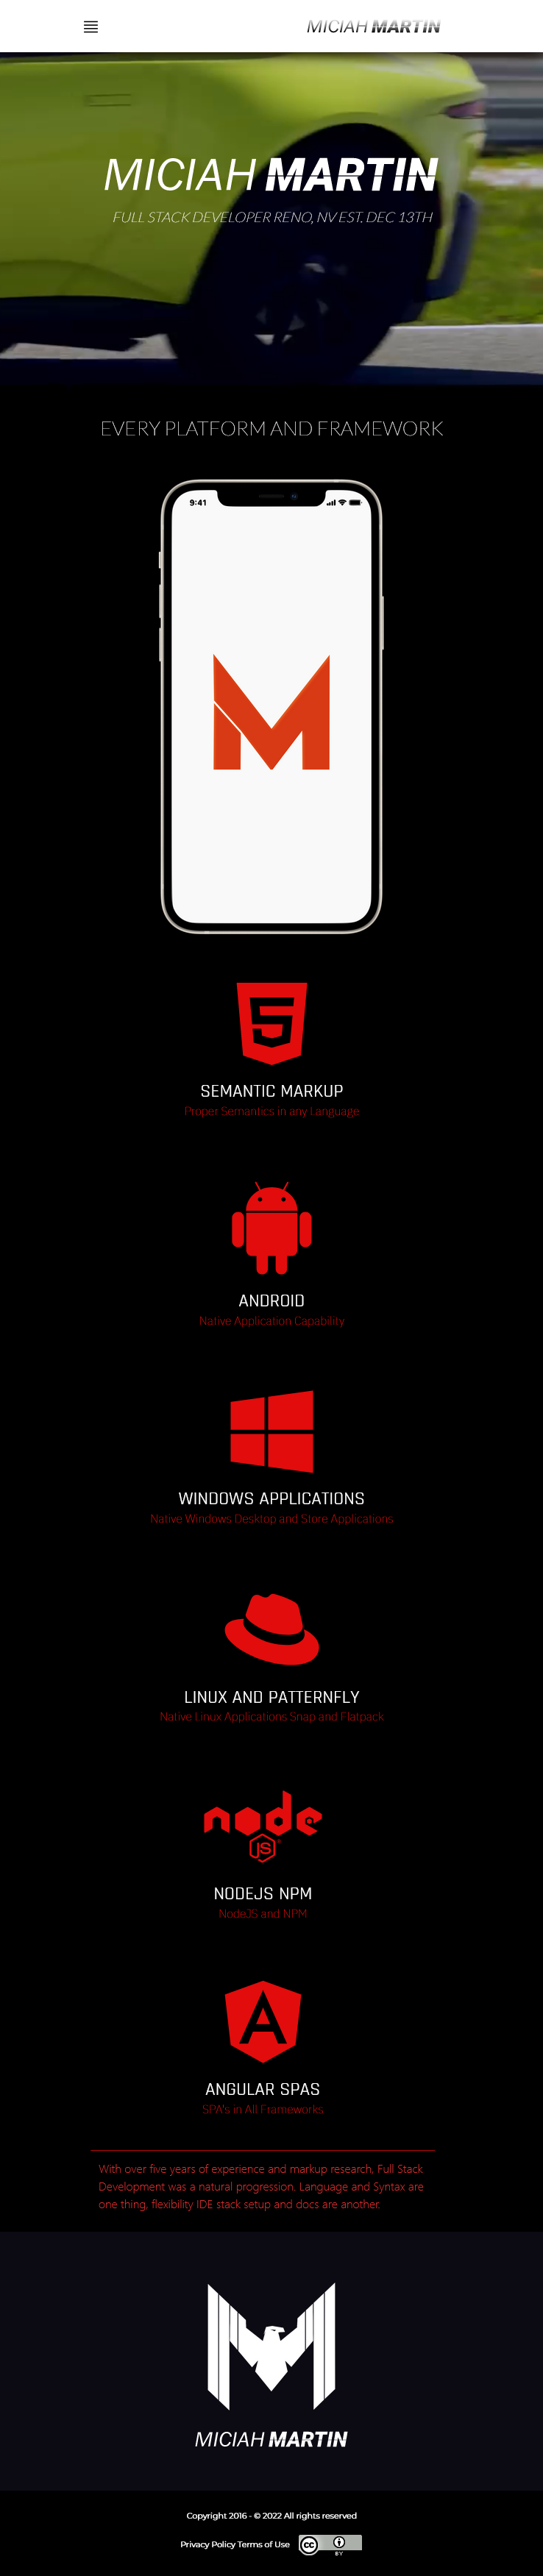 MICIAH MARTIN
MICIAH MARTIN
FULL STACK DEVELOPER RENO, NV EST. DEC 13TH
EVERY PLATFORM AND FRAMEWORK
9:41
M
5
SEMANTIC MARKUP
Proper Semantics in any Language
ANDROID
Native Application Capability
WINDOWS APPLICATIONS
Native Windows Desktop and Store Applications
LINUX AND PATTERNFLY
Native Linux Applications Snap and Flatpack
node
JS
NODEJS NPM
NodeJS and NPM
A
ANGULAR SPAS
SPA's in All Frameworks
With over five years of experience and markup research, Full Stack
Development was a natural progression. Language and Syntax are
one thing, flexibility IDE stack setup and docs are another.
M
MICIAH MARTIN
Copyright 2016 - © 2022 All rights reserved
Privacy Policy Terms of Use
cc
BY